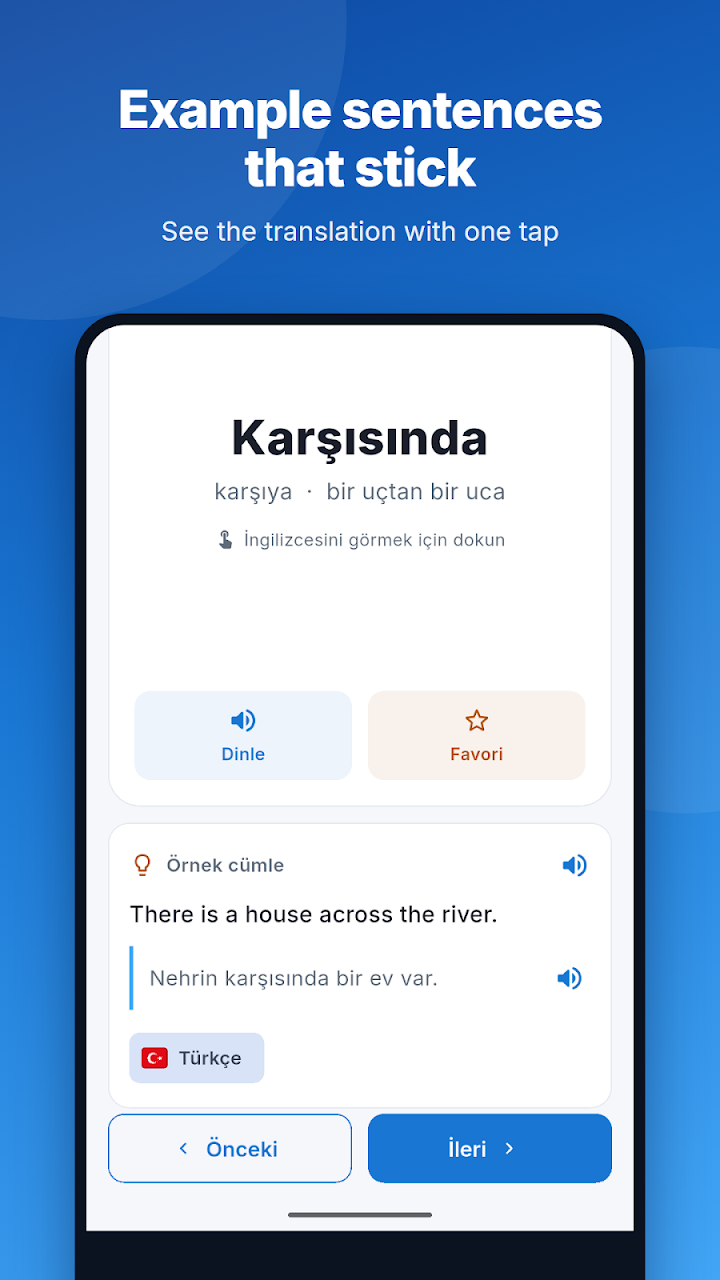 Example sentences
that stick
See the translation with one tap
Karşısında
karşıya · bir uçtan bir uca
İngilizcesini görmek için dokun
Dinle
Favori
Örnek cümle
There is a house across the river.
Nehrin karşısında bir ev var.
Türkçe
Önceki
İleri